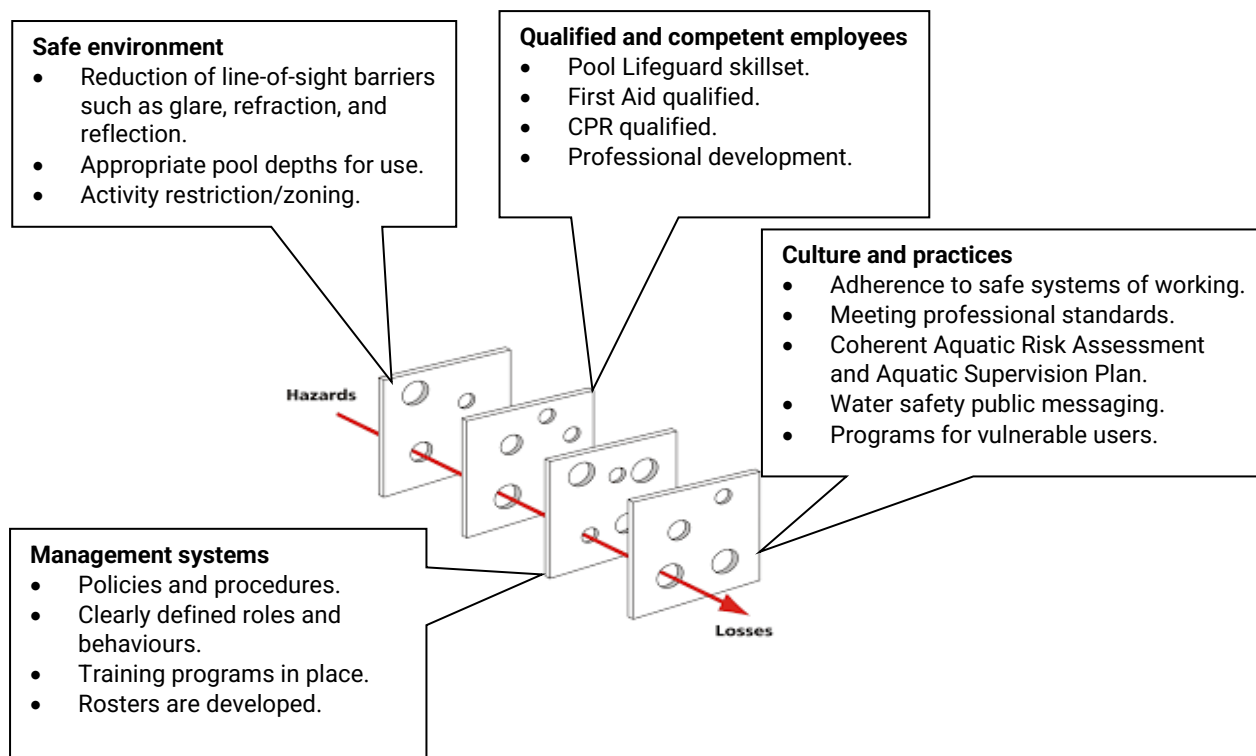 Safe environment
• Reduction of line-of-sight barriers
such as glare, refraction, and
reflection.
• Appropriate pool depths for use.
• Activity restriction/zoning.
Qualified and competent employees
• Pool Lifeguard skillset.
• First Aid qualified.
• CPR qualified.
• Professional development.
Culture and practices
• Adherence to safe systems of working.
• Meeting professional standards.
• Coherent Aquatic Risk Assessment
and Aquatic Supervision Plan.
• Water safety public messaging.
• Programs for vulnerable users.
Hazards
Losses
Management systems
• Policies and procedures.
• Clearly defined roles and
behaviours.
• Training programs in place.
• Rosters are developed.